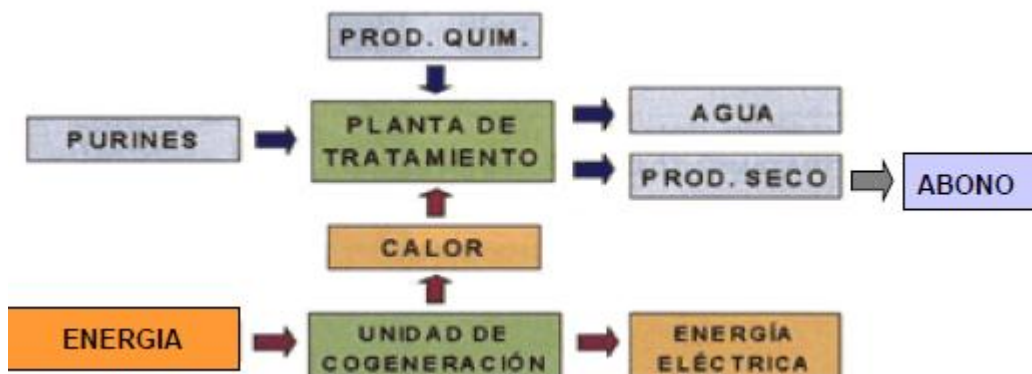 PROD. QUIM.
PURINES
PLANTA DE
TRATAMIENTO
AGUA
PROD. SECO
ABONO
CALOR
ENERGIA
UNIDAD DE
COGENERACIÓN
ENERGÍA
ELÉCTRICA